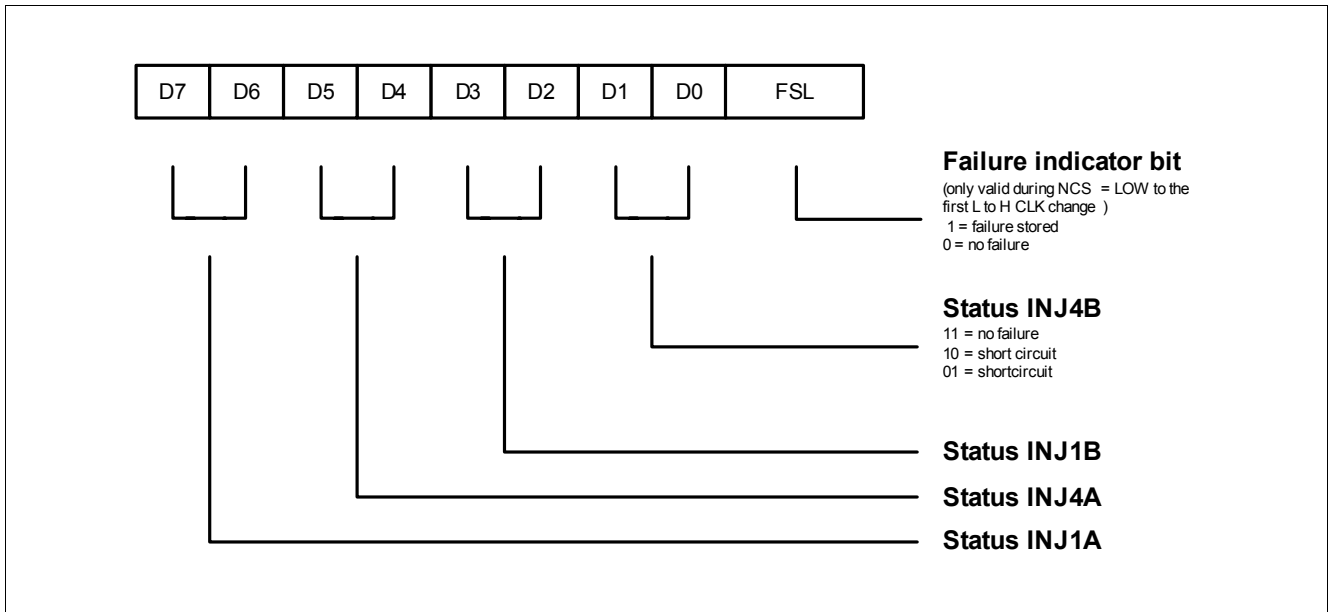 D7 D6 D5 D4 D3 D2 D1 D0 FSL
Failure indicator bit
(only valid during NCS = LOW to the
first L to H CLK change )
1 = failure stored
0 = no failure
Status INJ4B
11 = no failure
10 = short circuit
01 = shortcircuit
Status INJ1B
Status INJ4A
Status INJ1A